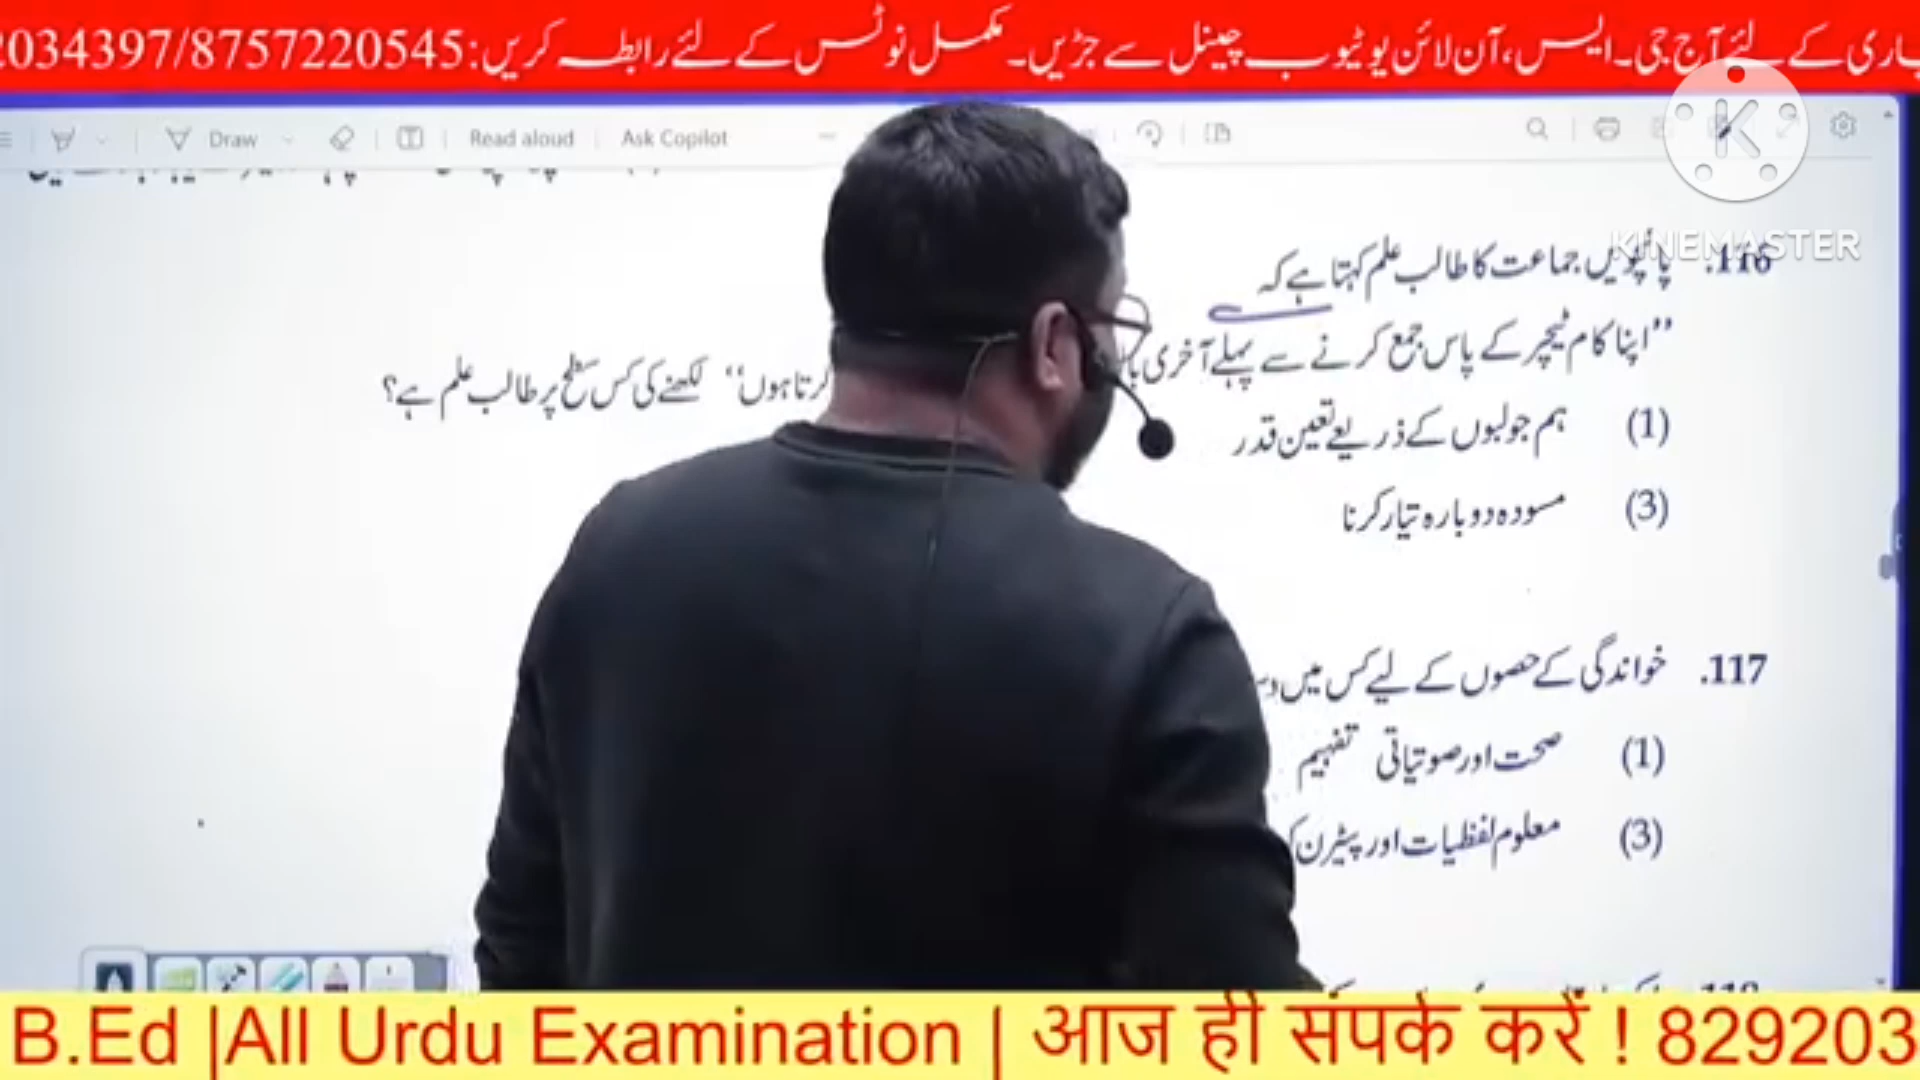 یاری کے لئے آج جی۔ایس، آن لائن یوٹیوب چینل سے جڑیں۔ مکمل نوٹس کے لئے رابطہ کریں:2034397/8757220545
Draw
Read aloud
Ask Copilot
KINEMASTER
116. پانچویں جماعت کا طالب علم کہتا ہے کہ
”اپنا کام ٹیچر کے پاس جمع کرنے سے پہلے آخری
کرتا ہوں“ لکھنے کی کس سطح پر طالب علم ہے؟
(1) ہم جولیوں کے ذریعے تعین قدر
(3) مسودہ دوبارہ تیار کرنا
117. خواندگی کے حصوں کے لیے کس میں
(1) صحت اور صوتیاتی تفہیم
(3) معلوم لفظیات اور پیٹرن
B.Ed |All Urdu Examination | आज ही संपर्क करें ! 829203